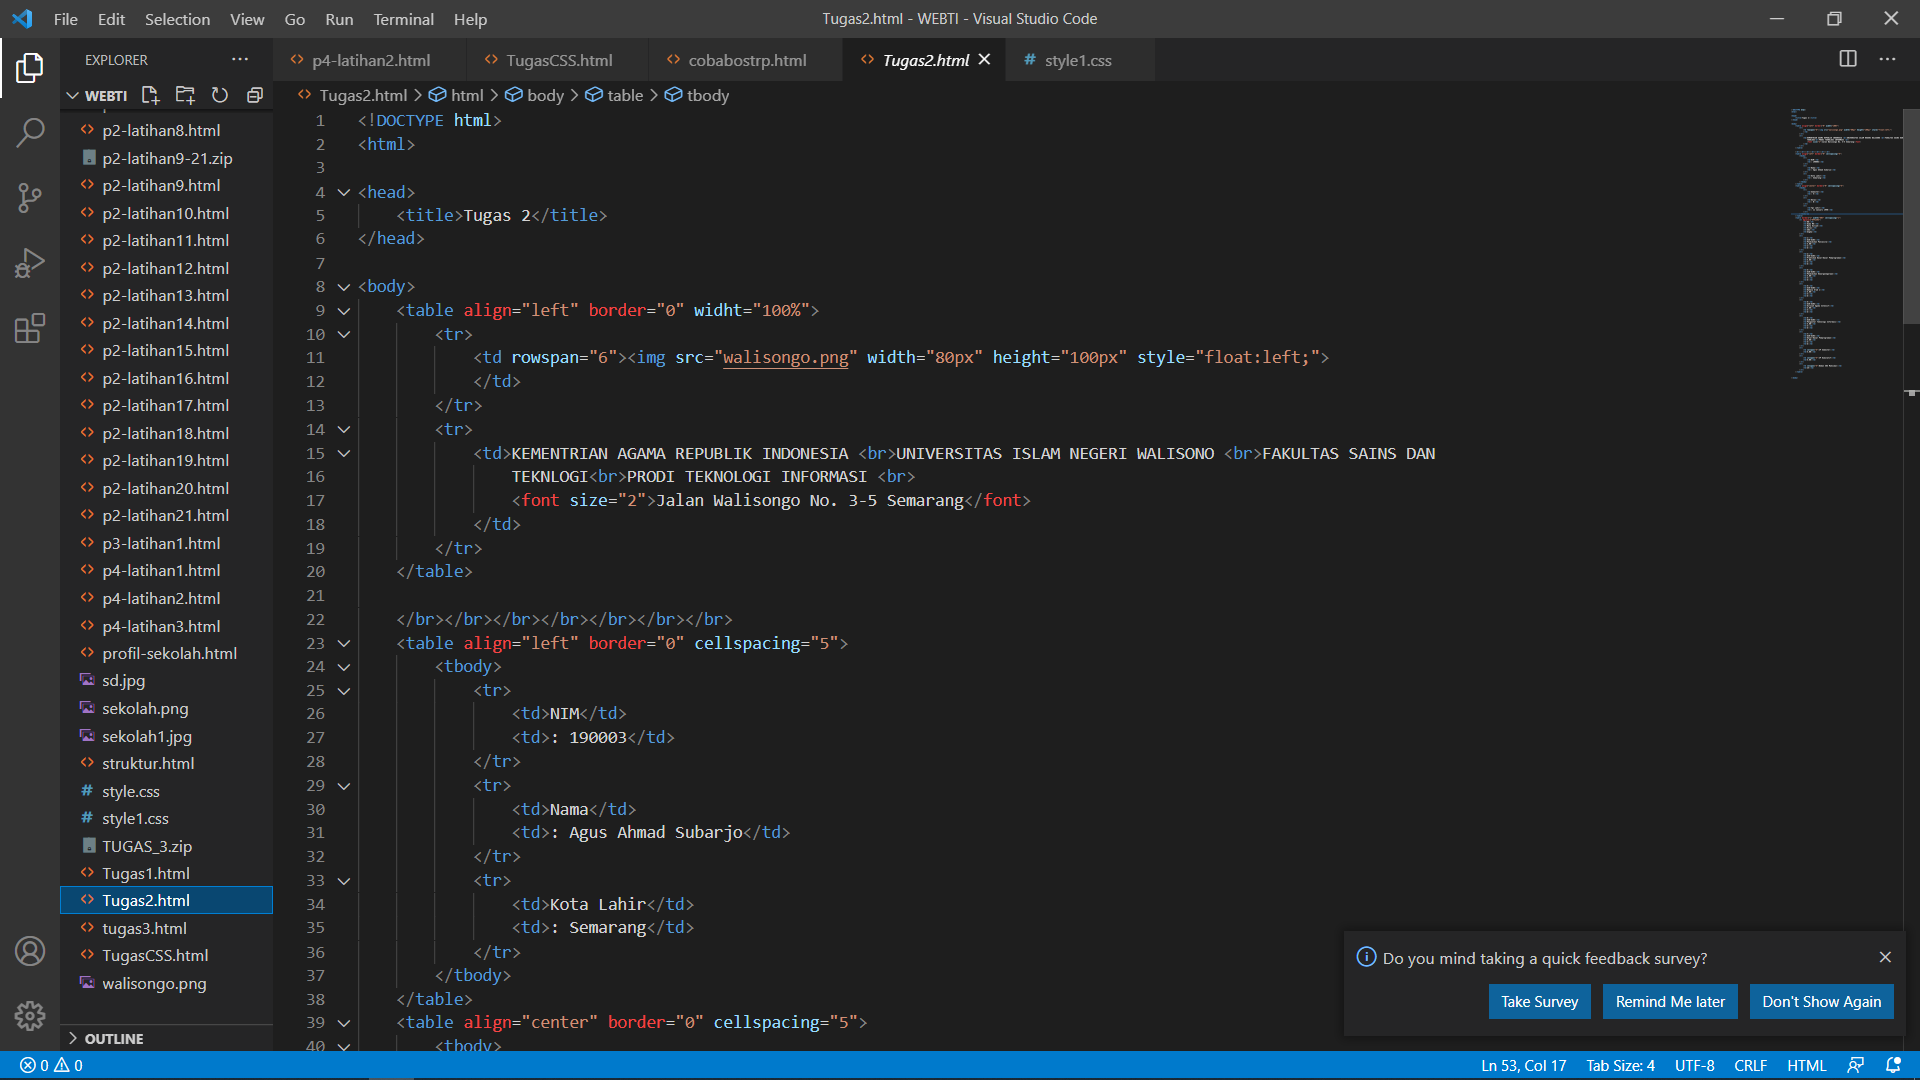 File Edit Selection View Go Run Terminal Help
Tugas2.html - WEBTI - Visual Studio Code
EXPLORER
WEBTI
p2-latihan8.html
p2-latihan9-21.zip
p2-latihan9.html
p2-latihan10.html
p2-latihan11.html
p2-latihan12.html
p2-latihan13.html
p2-latihan14.html
p2-latihan15.html
p2-latihan16.html
p2-latihan17.html
p2-latihan18.html
p2-latihan19.html
p2-latihan20.html
p2-latihan21.html
p3-latihan1.html
p4-latihan1.html
p4-latihan2.html
p4-latihan3.html
profil-sekolah.html
sd.jpg
sekolah.png
sekolah1.jpg
struktur.html
style.css
style1.css
TUGAS_3.zip
Tugas1.html
Tugas2.html
tugas3.html
TugasCSS.html
walisongo.png
OUTLINE
p4-latihan2.html TugasCSS.html cobabostrp.html Tugas2.html style1.css
Tugas2.html > html > body > table > tbody
1 <!DOCTYPE html>
2 <html>
3
4 <head>
5 <title>Tugas 2</title>
6 </head>
7
8 <body>
9 <table align="left" border="0" widht="100%">
10 <tr>
11 <td rowspan="6"><img src="walisongo.png" width="80px" height="100px" style="float:left;">
12 </td>
13 </tr>
14 <tr>
15 <td>KEMENTRIAN AGAMA REPUBLIK INDONESIA <br>UNIVERSITAS ISLAM NEGERI WALISONO <br>FAKULTAS SAINS DAN
16 TEKNLOGI<br>PRODI TEKNOLOGI INFORMASI <br>
17 <font size="2">Jalan Walisongo No. 3-5 Semarang</font>
18 </td>
19 </tr>
20 </table>
21
22 </br></br></br></br></br></br></br>
23 <table align="left" border="0" cellspacing="5">
24 <tbody>
25 <tr>
26 <td>NIM</td>
27 <td>: 190003</td>
28 </tr>
29 <tr>
30 <td>Nama</td>
31 <td>: Agus Ahmad Subarjo</td>
32 </tr>
33 <tr>
34 <td>Kota Lahir</td>
35 <td>: Semarang</td>
36 </tr>
37 </tbody>
38 </table>
39 <table align="center" border="0" cellspacing="5">
40 <tbody>
Do you mind taking a quick feedback survey?
Take Survey Remind Me later Don't Show Again
0 0 Ln 53, Col 17 Tab Size: 4 UTF-8 CRLF HTML